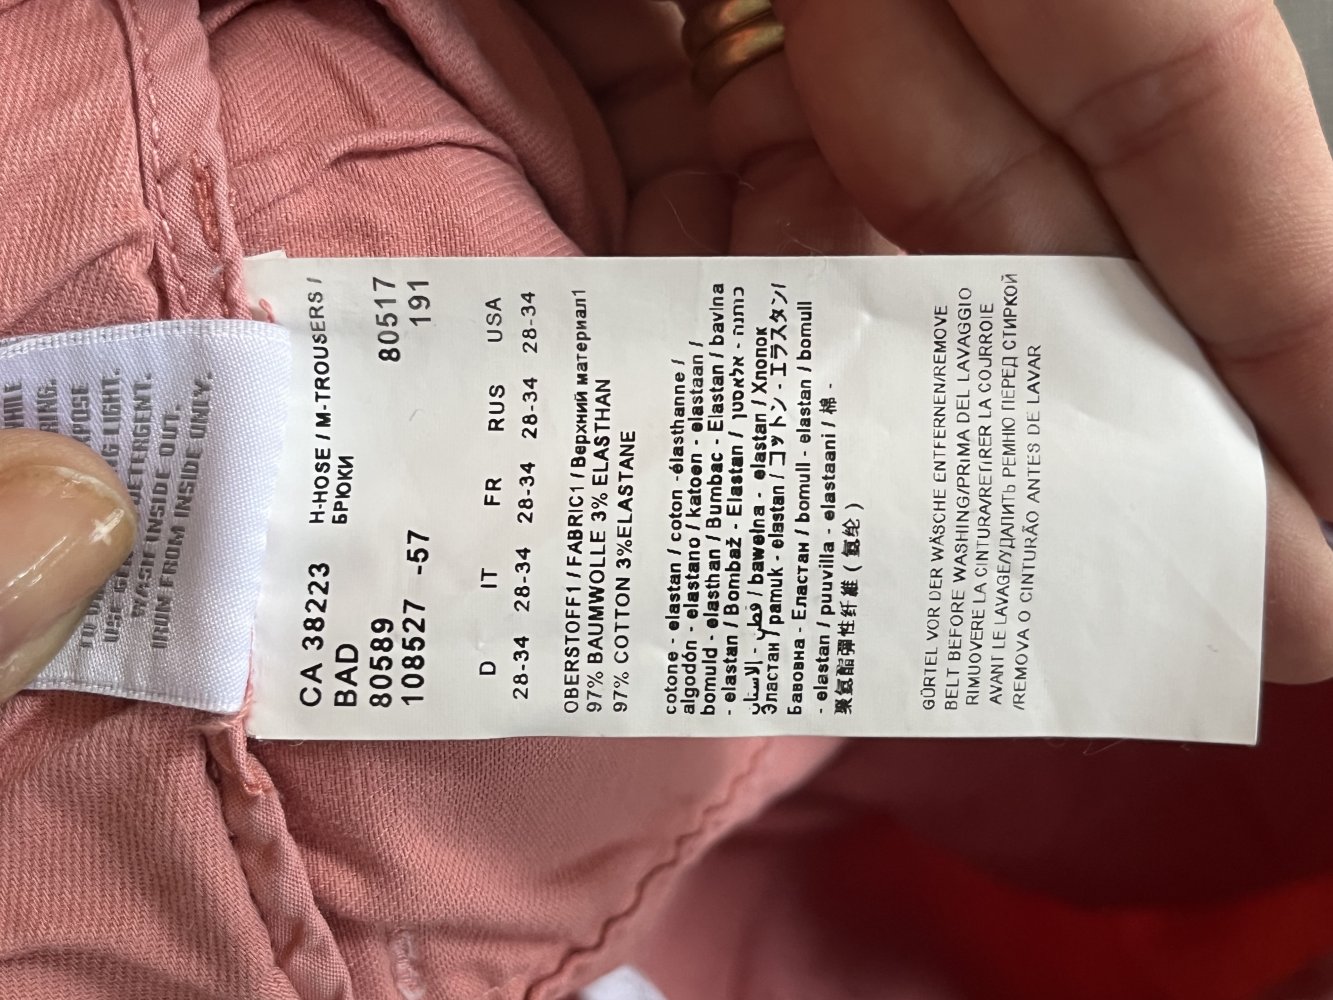 POSE
NG LIGHT.
DETERGENT.
WASH INSIDE OUT.
IRON FROM INSIDE ONLY.
CA 38223 H-HOSE / M-TROUSERS /
БРЮКИ
BAD
80589 80517
108527 -57 191
D IT FR RUS USA
28-34 28-34 28-34 28-34 28-34
OBERSTOFF1 / FABRIC1 / Верхний материал1
97% BAUMWOLLE 3% ELASTHAN
97% COTTON 3%ELASTANE
cotone - elastan / coton -élasthanne /
algodón - elastano / katoen - elastaan /
bomuld - elasthan / Bumbac - Elastan / bavlna
- elastan / Bombaž - Elastan / כותנה - אלאסטן
قطن - الاستان / bawełna - elastan / Хлопок
Эластан / pamuk - elastan / コットン - エラスタン /
Бавовна - Еластан / bomull - elastan / bomull
- elastan / puuvilla - elastaani / 棉 -
聚氨酯弹性纤维 ( 氨纶 )
GÜRTEL VOR DER WÄSCHE ENTFERNEN/REMOVE
BELT BEFORE WASHING/PRIMA DEL LAVAGGIO
RIMUOVERE LA CINTURA/RETIRER LA COURROIE
AVANT LE LAVAGE/УДАЛИТЬ РЕМНЮ ПЕРЕД СТИРКОЙ
/REMOVA O CINTURÃO ANTES DE LAVAR